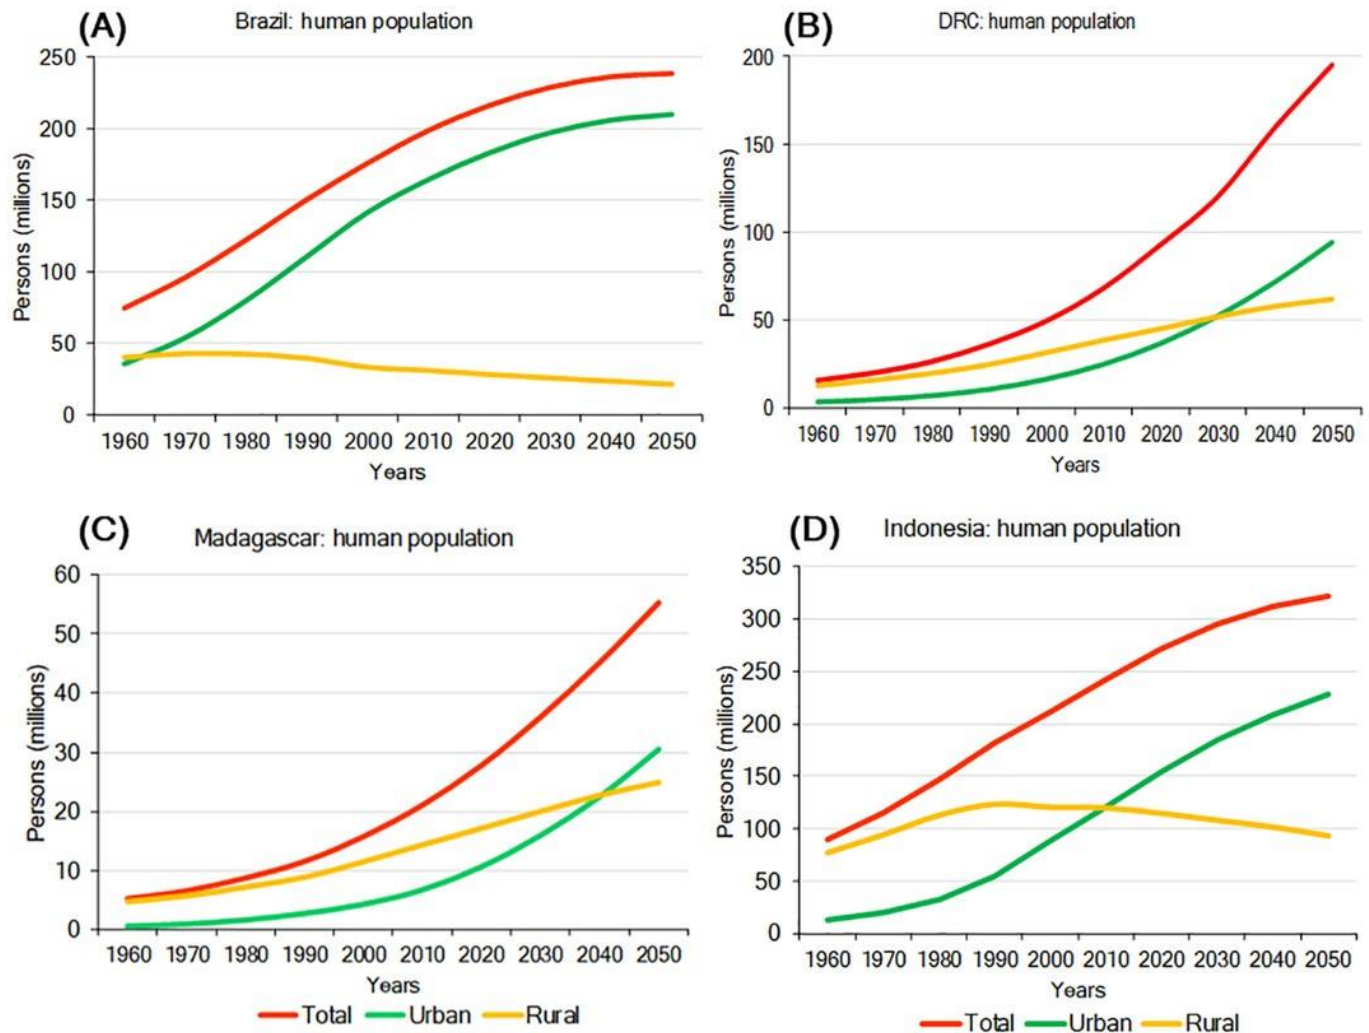 (A) Brazil: human population
250
200
150
100
50
0
Persons (millions)
1960 1970 1980 1990 2000 2010 2020 2030 2040 2050
Years
(B) DRC: human population
200
150
100
50
0
Persons (millions)
1960 1970 1980 1990 2000 2010 2020 2030 2040 2050
Years
(C) Madagascar: human population
60
50
40
30
20
10
0
Persons (millions)
1960 1970 1980 1990 2000 2010 2020 2030 2040 2050
Years
Total Urban Rural
(D) Indonesia: human population
350
300
250
200
150
100
50
0
Persons (millions)
1960 1970 1980 1990 2000 2010 2020 2030 2040 2050
Years
Total Urban Rural